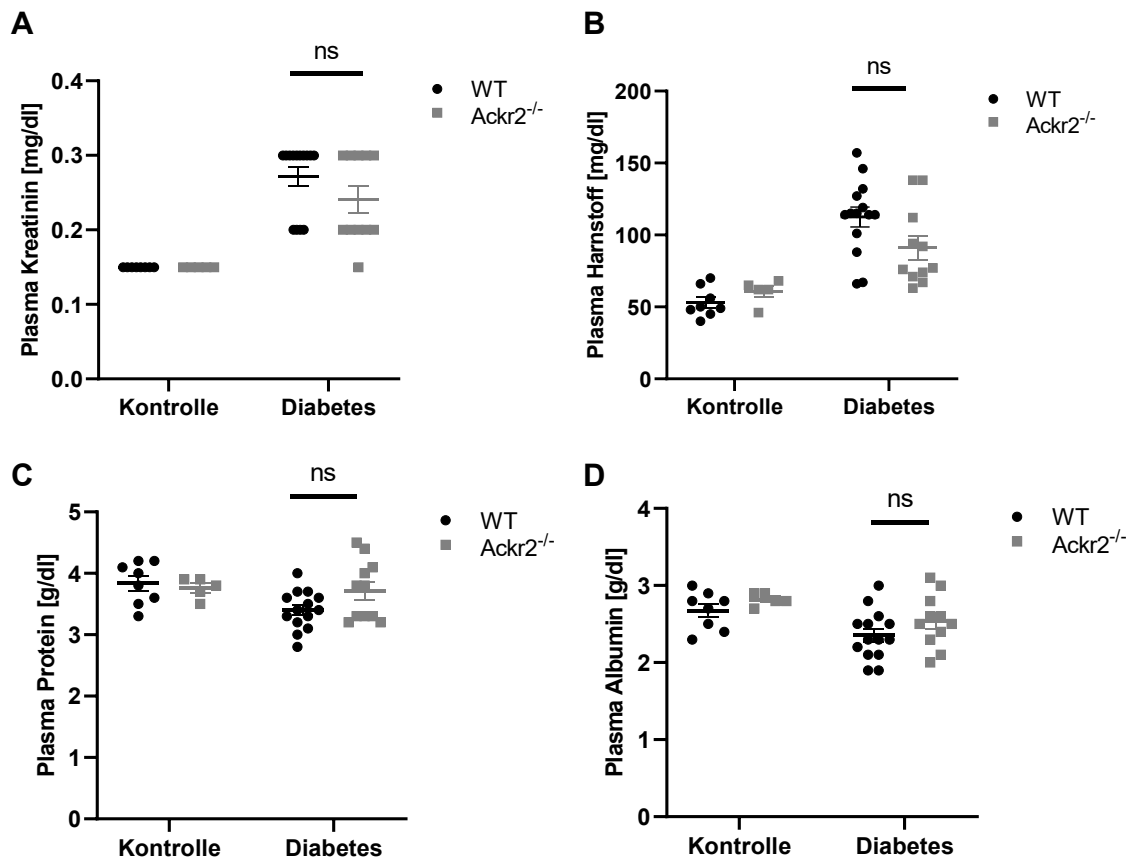 A
ns
WT
Ackr2-/-
Plasma Kreatinin [mg/dl]
0.4
0.3
0.2
0.1
0.0
Kontrolle Diabetes
B
ns
WT
Ackr2-/-
Plasma Harnstoff [mg/dl]
200
150
100
50
0
Kontrolle Diabetes
C
ns
WT
Ackr2-/-
Plasma Protein [g/dl]
5
4
3
2
1
0
Kontrolle Diabetes
D
ns
WT
Ackr2-/-
Plasma Albumin [g/dl]
4
3
2
1
0
Kontrolle Diabetes